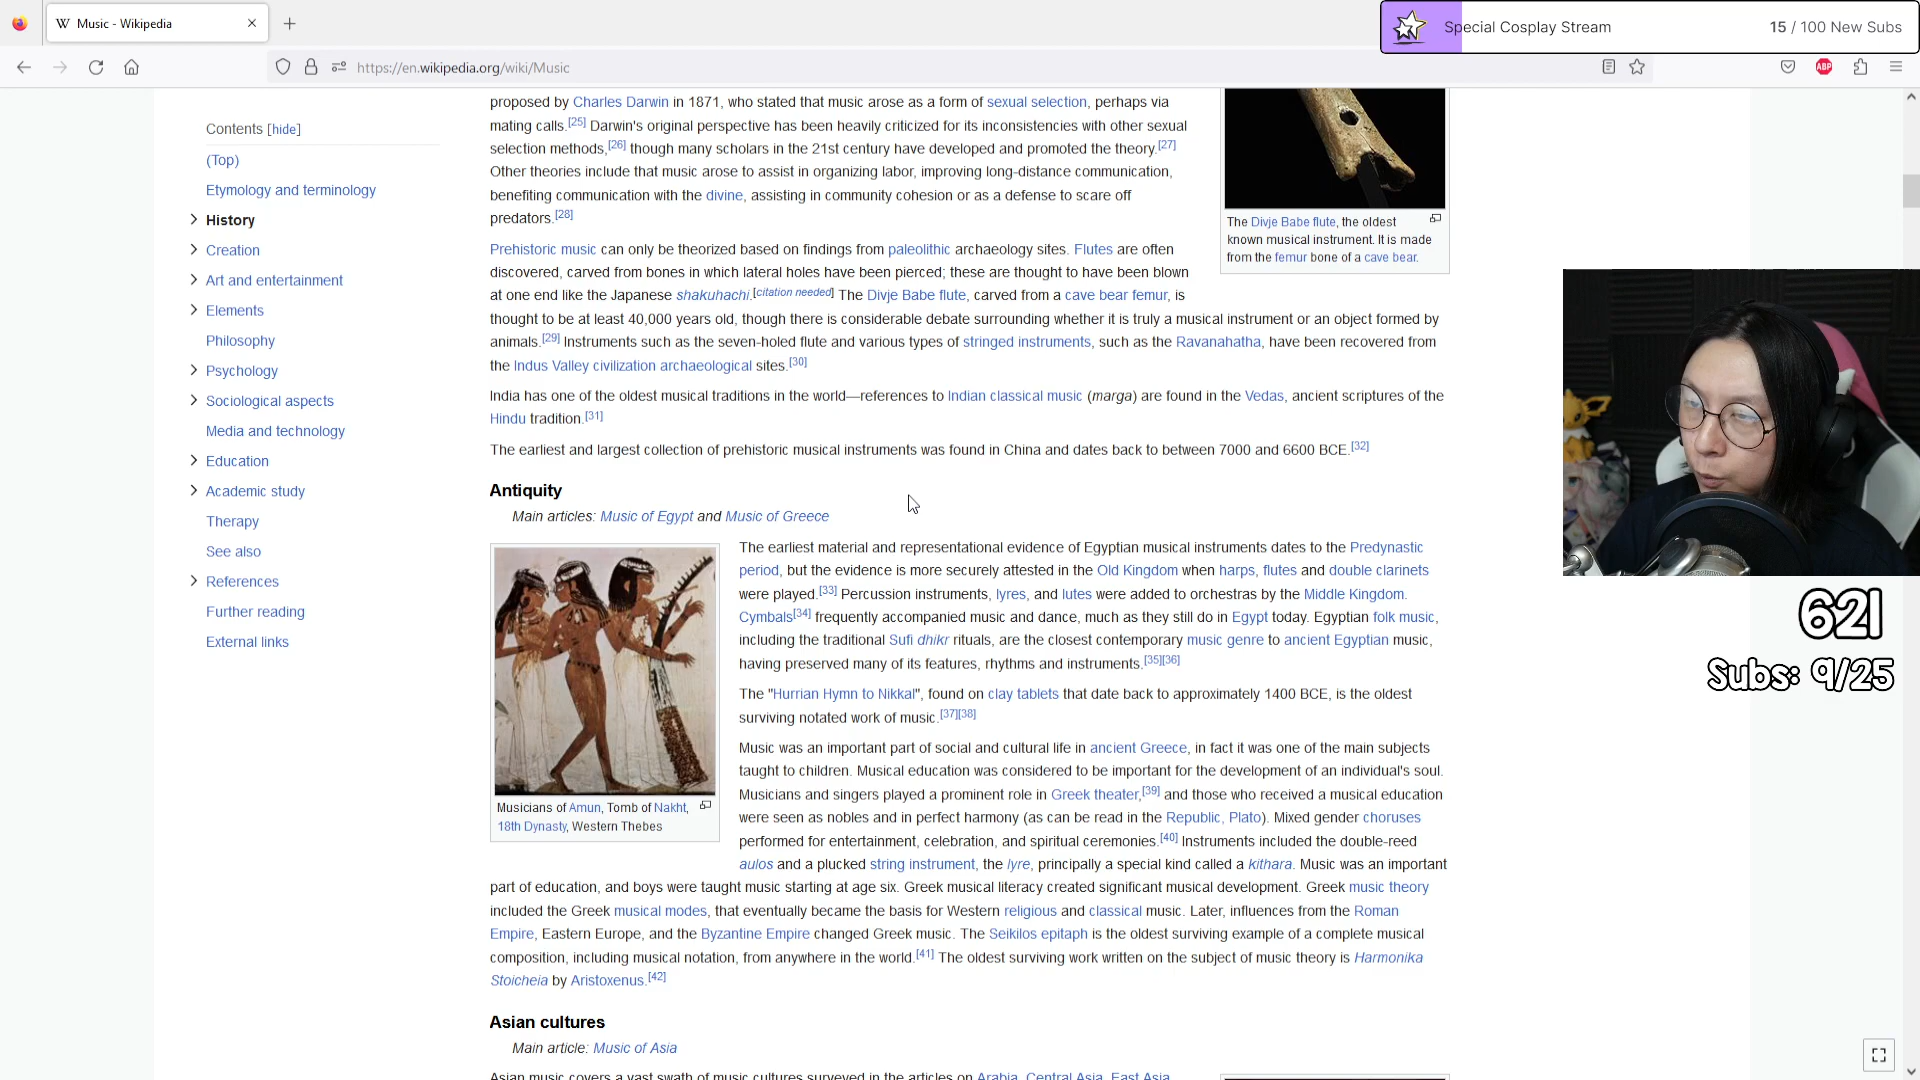 Music - Wikipedia
Special Cosplay Stream
15 / 100 New Subs
https://en.wikipedia.org/wiki/Music
ABP
Contents [hide]
(Top)
Etymology and terminology
History
Creation
Art and entertainment
Elements
Philosophy
Psychology
Sociological aspects
Media and technology
Education
Academic study
Therapy
See also
References
Further reading
External links
proposed by Charles Darwin in 1871, who stated that music arose as a form of sexual selection, perhaps via
mating calls.[25] Darwin's original perspective has been heavily criticized for its inconsistencies with other sexual
selection methods,[26] though many scholars in the 21st century have developed and promoted the theory.[27]
Other theories include that music arose to assist in organizing labor, improving long-distance communication,
benefiting communication with the divine, assisting in community cohesion or as a defense to scare off
predators.[28]
The Divje Babe flute, the oldest
known musical instrument. It is made
from the femur bone of a cave bear.
Prehistoric music can only be theorized based on findings from paleolithic archaeology sites. Flutes are often
discovered, carved from bones in which lateral holes have been pierced; these are thought to have been blown
at one end like the Japanese shakuhachi.[citation needed] The Divje Babe flute, carved from a cave bear femur, is
thought to be at least 40,000 years old, though there is considerable debate surrounding whether it is truly a musical instrument or an object formed by
animals.[29] Instruments such as the seven-holed flute and various types of stringed instruments, such as the Ravanahatha, have been recovered from
the Indus Valley civilization archaeological sites.[30]
India has one of the oldest musical traditions in the world—references to Indian classical music (marga) are found in the Vedas, ancient scriptures of the
Hindu tradition.[31]
The earliest and largest collection of prehistoric musical instruments was found in China and dates back to between 7000 and 6600 BCE.[32]
Antiquity
Main articles: Music of Egypt and Music of Greece
The earliest material and representational evidence of Egyptian musical instruments dates to the Predynastic
period, but the evidence is more securely attested in the Old Kingdom when harps, flutes and double clarinets
were played.[33] Percussion instruments, lyres, and lutes were added to orchestras by the Middle Kingdom.
Cymbals[34] frequently accompanied music and dance, much as they still do in Egypt today. Egyptian folk music,
including the traditional Sufi dhikr rituals, are the closest contemporary music genre to ancient Egyptian music,
having preserved many of its features, rhythms and instruments.[35][36]
The "Hurrian Hymn to Nikkal", found on clay tablets that date back to approximately 1400 BCE, is the oldest
surviving notated work of music.[37][38]
Musicians of Amun, Tomb of Nakht,
18th Dynasty, Western Thebes
Music was an important part of social and cultural life in ancient Greece, in fact it was one of the main subjects
taught to children. Musical education was considered to be important for the development of an individual's soul.
Musicians and singers played a prominent role in Greek theater,[39] and those who received a musical education
were seen as nobles and in perfect harmony (as can be read in the Republic, Plato). Mixed gender choruses
performed for entertainment, celebration, and spiritual ceremonies.[40] Instruments included the double-reed
aulos and a plucked string instrument, the lyre, principally a special kind called a kithara. Music was an important
part of education, and boys were taught music starting at age six. Greek musical literacy created significant musical development. Greek music theory
included the Greek musical modes, that eventually became the basis for Western religious and classical music. Later, influences from the Roman
Empire, Eastern Europe, and the Byzantine Empire changed Greek music. The Seikilos epitaph is the oldest surviving example of a complete musical
composition, including musical notation, from anywhere in the world.[41] The oldest surviving work written on the subject of music theory is Harmonika
Stoicheia by Aristoxenus.[42]
Asian cultures
Main article: Music of Asia
Asian music covers a vast swath of music cultures surveyed in the articles on Arabia, Central Asia, East Asia,
621
Subs: 9/25